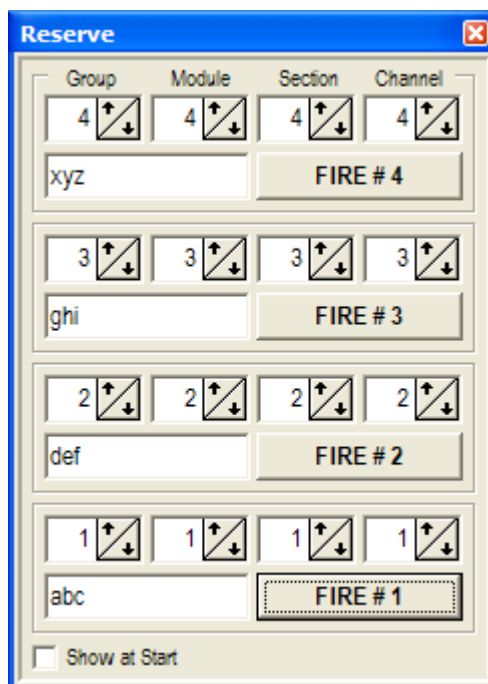 Reserve
Group Module Section Channel
4 4 4 4
xyz FIRE # 4
3 3 3 3
ghi FIRE # 3
2 2 2 2
def FIRE # 2
1 1 1 1
abc FIRE # 1
Show at Start